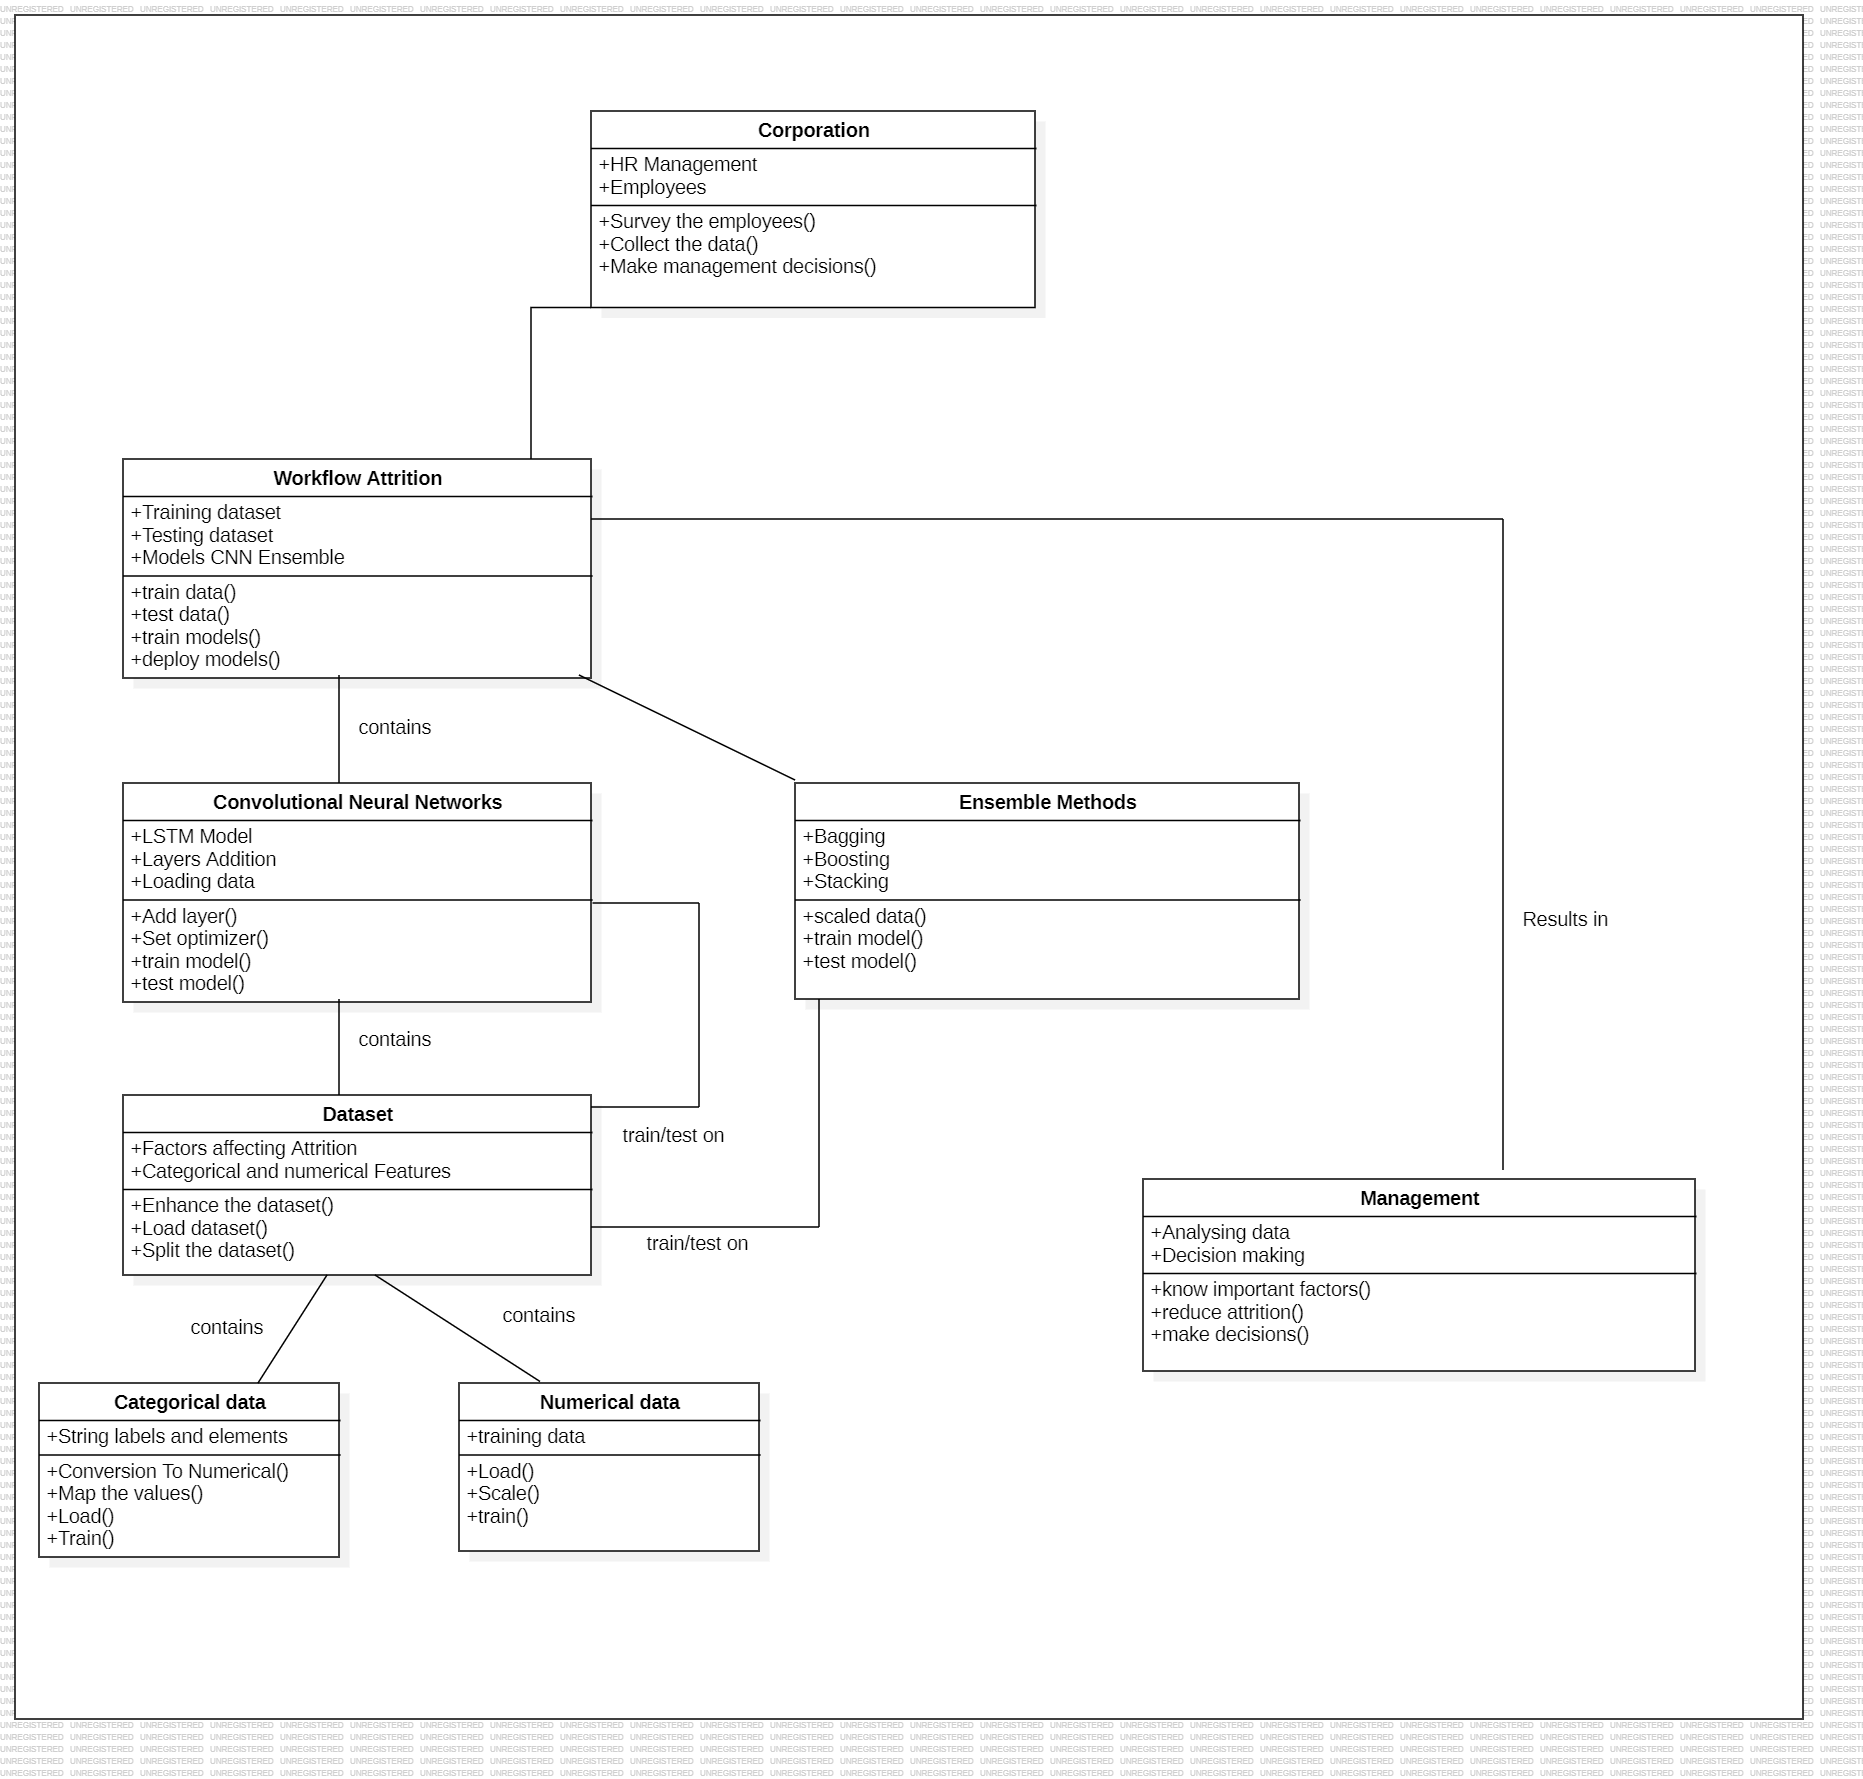 Corporation
+HR Management
+Employees
+Survey the employees()
+Collect the data()
+Make management decisions()
Workflow Attrition
+Training dataset
+Testing dataset
+Models CNN Ensemble
+train data()
+test data()
+train models()
+deploy models()
contains
Convolutional Neural Networks
+LSTM Model
+Layers Addition
+Loading data
+Add layer()
+Set optimizer()
+train model()
+test model()
Ensemble Methods
+Bagging
+Boosting
+Stacking
+scaled data()
+train model()
+test model()
Results in
contains
Dataset
+Factors affecting Attrition
+Categorical and numerical Features
+Enhance the dataset()
+Load dataset()
+Split the dataset()
train/test on
train/test on
Management
+Analysing data
+Decision making
+know important factors()
+reduce attrition()
+make decisions()
contains
contains
Categorical data
+String labels and elements
+Conversion To Numerical()
+Map the values()
+Load()
+Train()
Numerical data
+training data
+Load()
+Scale()
+train()
UNREGISTERED